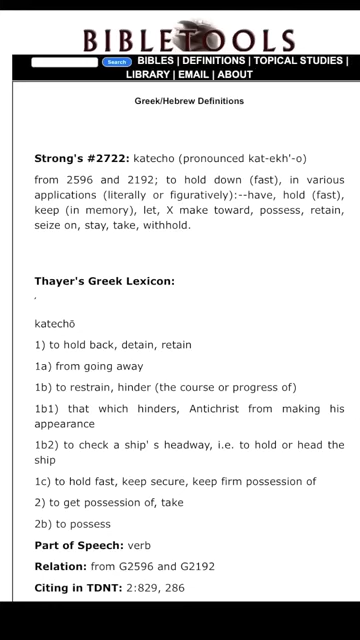 BIBLETOOLS
Search BIBLES | DEFINITIONS | TOPICAL STUDIES |
LIBRARY | EMAIL | ABOUT
Greek/Hebrew Definitions
Strong's #2722: katecho (pronounced kat-ekh'-o)
from 2596 and 2192; to hold down (fast), in various
applications (literally or figuratively):--have, hold (fast),
keep (in memory), let, X make toward, possess, retain,
seize on, stay, take, withhold.
Thayer's Greek Lexicon:
,
katechō
1) to hold back, detain, retain
1a) from going away
1b) to restrain, hinder (the course or progress of)
1b1) that which hinders, Antichrist from making his
appearance
1b2) to check a ship' s headway, i.e. to hold or head the
ship
1c) to hold fast, keep secure, keep firm possession of
2) to get possession of, take
2b) to possess
Part of Speech: verb
Relation: from G2596 and G2192
Citing in TDNT: 2:829, 286